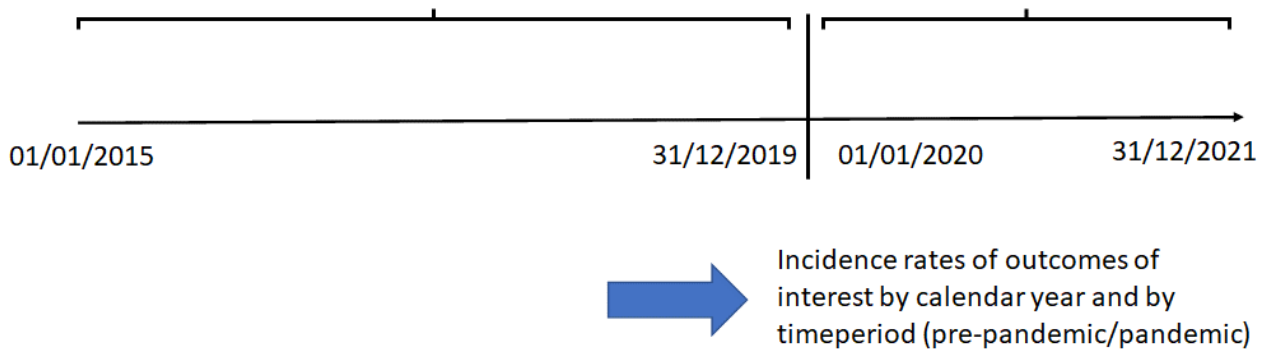 01/01/2015
31/12/2019
01/01/2020
31/12/2021
Incidence rates of outcomes of
interest by calendar year and by
timeperiod (pre-pandemic/pandemic)